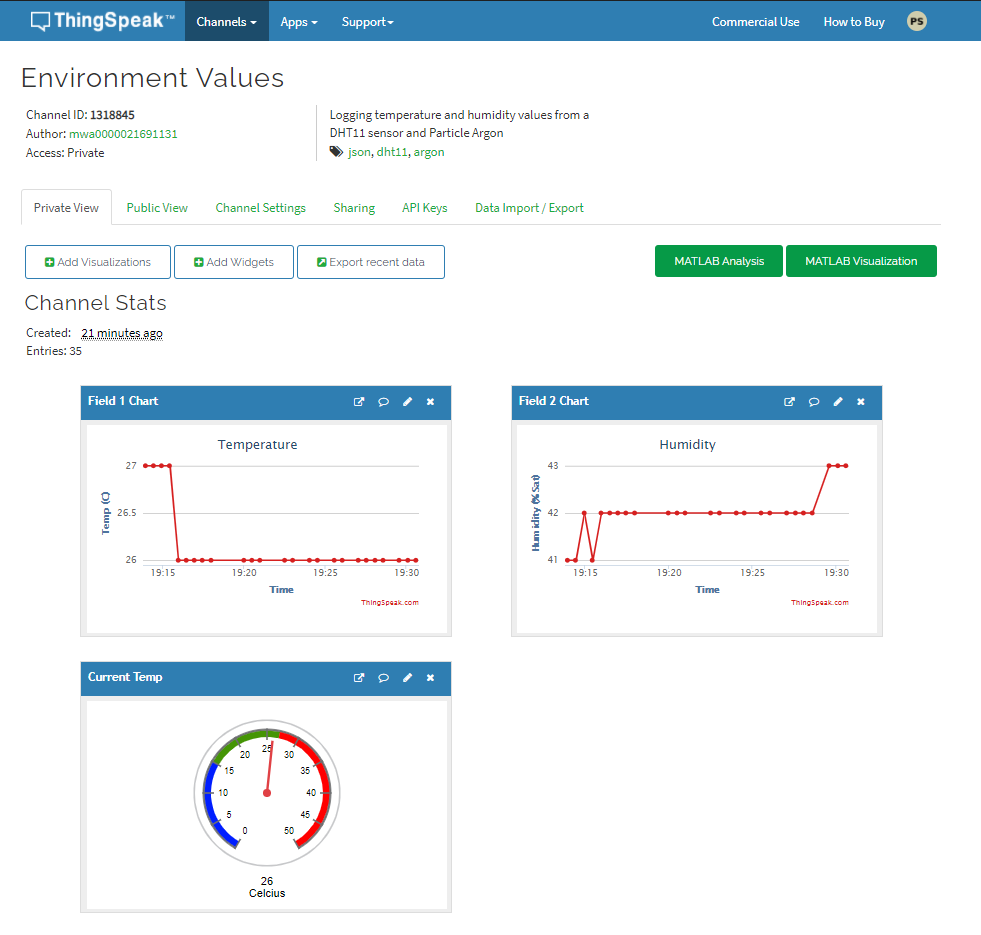 ThingSpeak™ Channels Apps Support Commercial Use How to Buy PS
Environment Values
Channel ID: 1318845
Author: mwa0000021691131
Access: Private
Logging temperature and humidity values from a
DHT11 sensor and Particle Argon
json, dht11, argon
Private View Public View Channel Settings Sharing API Keys Data Import / Export
Add Visualizations Add Widgets Export recent data MATLAB Analysis MATLAB Visualization
Channel Stats
Created: 21 minutes ago
Entries: 35
Field 1 Chart
Temperature
Temp (C)
27
26.5
26
19:15 19:20 19:25 19:30
Time
ThingSpeak.com
Field 2 Chart
Humidity
Humidity (%Sat)
43
42
41
19:15 19:20 19:25 19:30
Time
ThingSpeak.com
Current Temp
0 5 10 15 20 25 30 35 40 45 50
26
Celcius